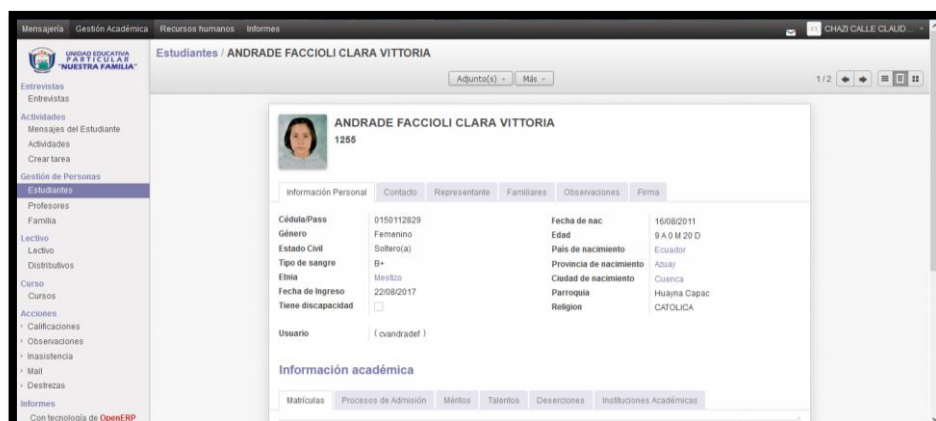 Mensajería Gestión Académica Recursos humanos Informes CHAZI CALLE CLAUD...
UNIDAD EDUCATIVA
PARTICULAR
"NUESTRA FAMILIA"
Estudiantes / ANDRADE FACCIOLI CLARA VITTORIA
Adjunto(s) Más
1/2
Entrevistas
Entrevistas
Actividades
Mensajes del Estudiante
Actividades
Crear tarea
Gestión de Personas
Estudiantes
Profesores
Familia
Lectivo
Lectivo
Distributivos
Curso
Cursos
Acciones
Calificaciones
Observaciones
Inasistencia
Mail
Destrezas
Informes
Con tecnología de OpenERP
ANDRADE FACCIOLI CLARA VITTORIA
1255
Información Personal Contacto Representante Familiares Observaciones Firma
Cédula/Pass 0150112829 Fecha de nac 16/08/2011
Género Femenino Edad 9 A 0 M 20 D
Estado Civil Soltero(a) País de nacimiento Ecuador
Tipo de sangre B+ Provincia de nacimiento Azuay
Etnia Mestizo Ciudad de nacimiento Cuenca
Fecha de Ingreso 22/08/2017 Parroquia Huayna Capac
Tiene discapacidad Religion CATOLICA
Usuario ( cvandradef )
Información académica
Matrículas Procesos de Admisión Méritos Talentos Deserciones Instituciones Académicas